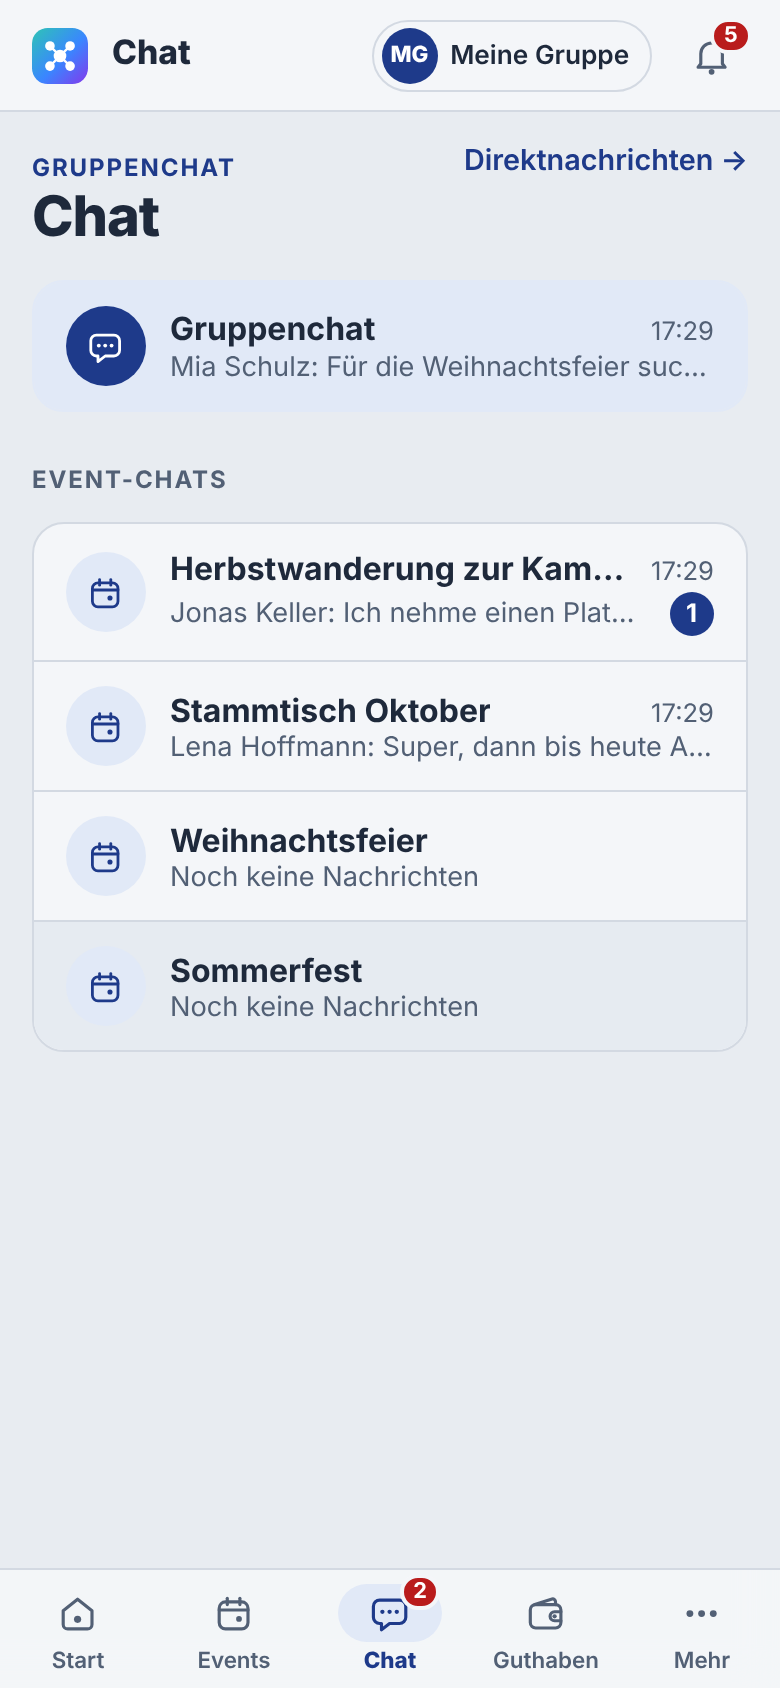 Chat
MG Meine Gruppe
5
GRUPPENCHAT
Direktnachrichten →
Chat
Gruppenchat 17:29
Mia Schulz: Für die Weihnachtsfeier suc...
EVENT-CHATS
Herbstwanderung zur Kam... 17:29
Jonas Keller: Ich nehme einen Plat... 1
Stammtisch Oktober 17:29
Lena Hoffmann: Super, dann bis heute A...
Weihnachtsfeier
Noch keine Nachrichten
Sommerfest
Noch keine Nachrichten
2
Start Events Chat Guthaben Mehr